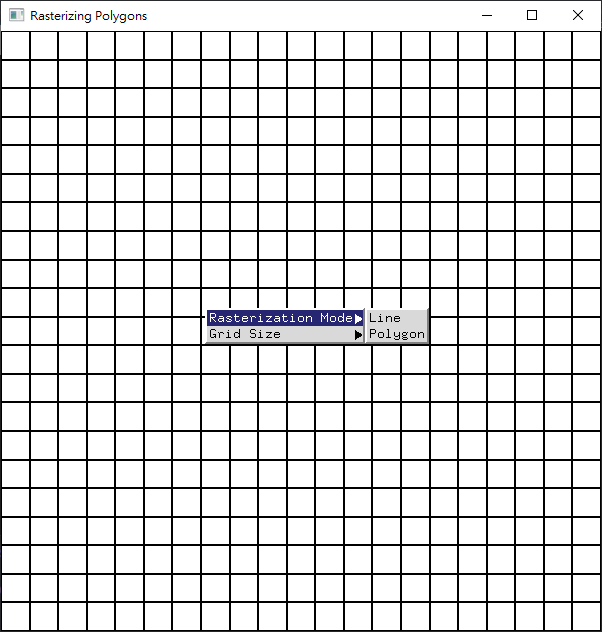 Rasterizing Polygons
Rasterization Mode
Line
Grid Size
Polygon